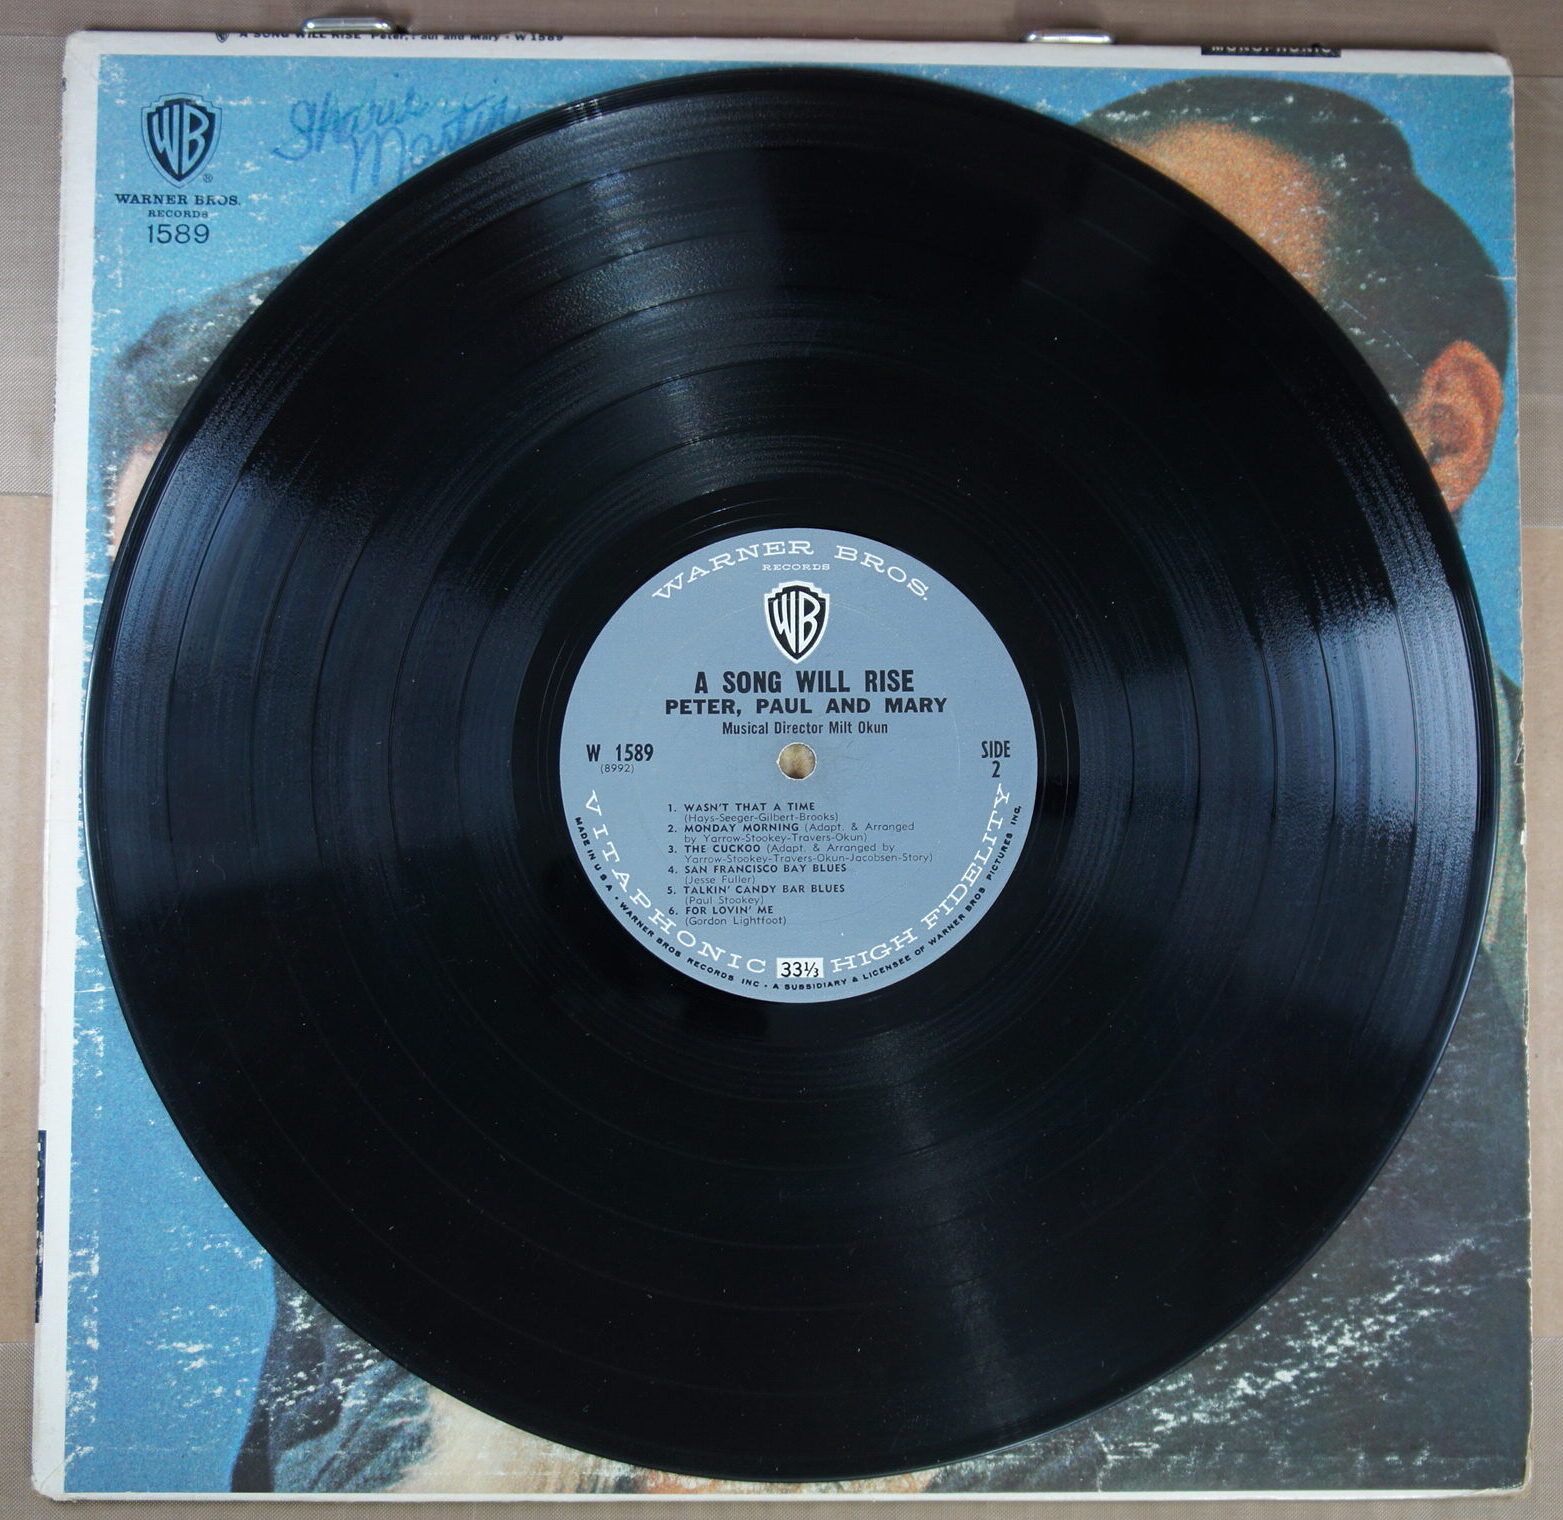 A SONG WILL RISE Peter, Paul and Mary • W 1589
MONOPHONIC
WB
®
WARNER BROS.
RECORDS
1589
Martin
WARNER BROS.
RECORDS
WB
A SONG WILL RISE
PETER, PAUL AND MARY
Musical Director Milt Okun
W 1589
(8992)
SIDE
2
1. WASN'T THAT A TIME
(Hays-Seeger-Gilbert-Brooks)
2. MONDAY MORNING (Adapt. & Arranged
by Yarrow-Stookey-Travers-Okun)
3. THE CUCKOO (Adapt. & Arranged by
Yarrow-Stookey-Travers-Okun-Jacobsen-Story)
4. SAN FRANCISCO BAY BLUES
(Jesse Fuller)
5. TALKIN' CANDY BAR BLUES
(Paul Stookey)
6. FOR LOVIN' ME
(Gordon Lightfoot)
VITAPHONIC 33⅓ HIGH FIDELITY
MADE IN U S A • WARNER BROS RECORDS INC • A SUBSIDIARY & LICENSEE OF WARNER BROS PICTURES INC.